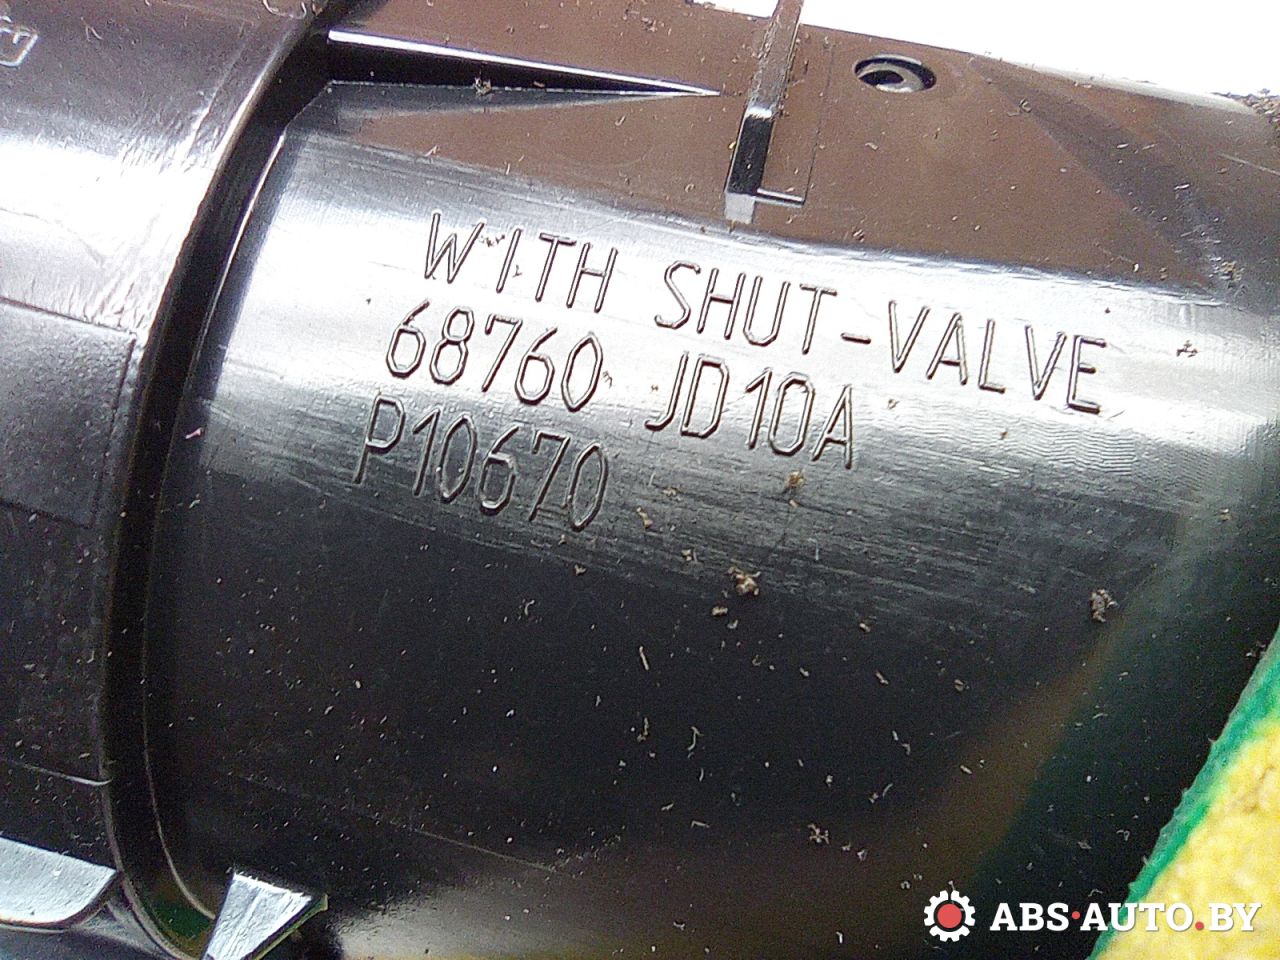 WITH SHUT-VALVE
68760 JD10A
P10670
ABS-AUTO.BY